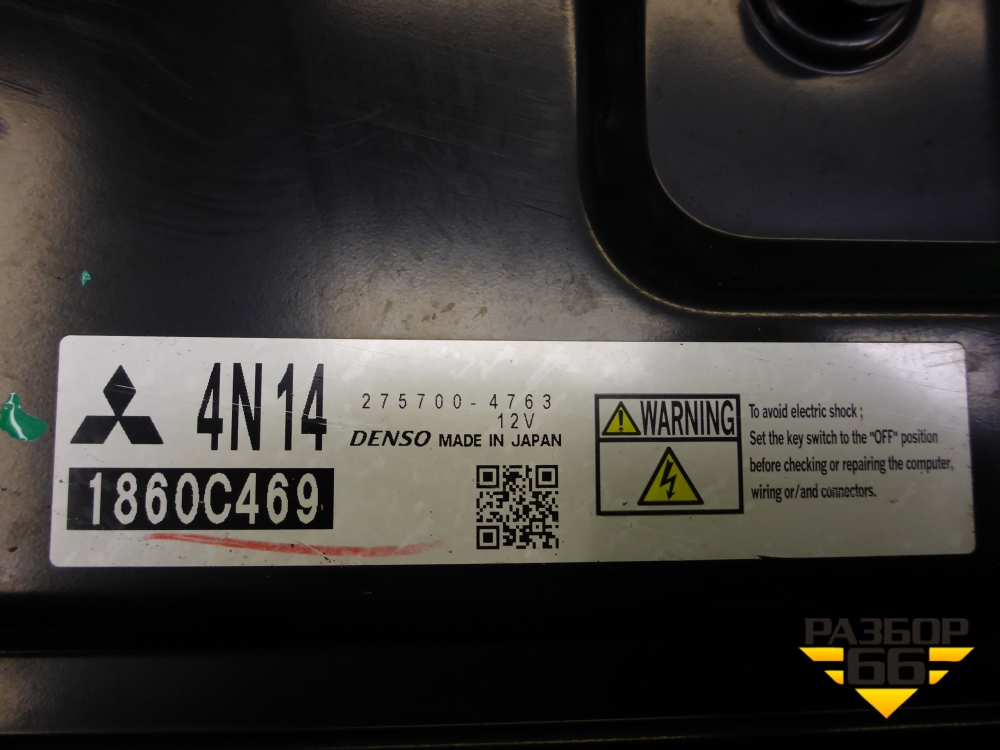 4N14
1860C469
275700-4763
12V
DENSO MADE IN JAPAN
WARNING
To avoid electric shock ;
Set the key switch to the "OFF" position
before checking or repairing the computer,
wiring or/and connectors.
РАЗБОР
66